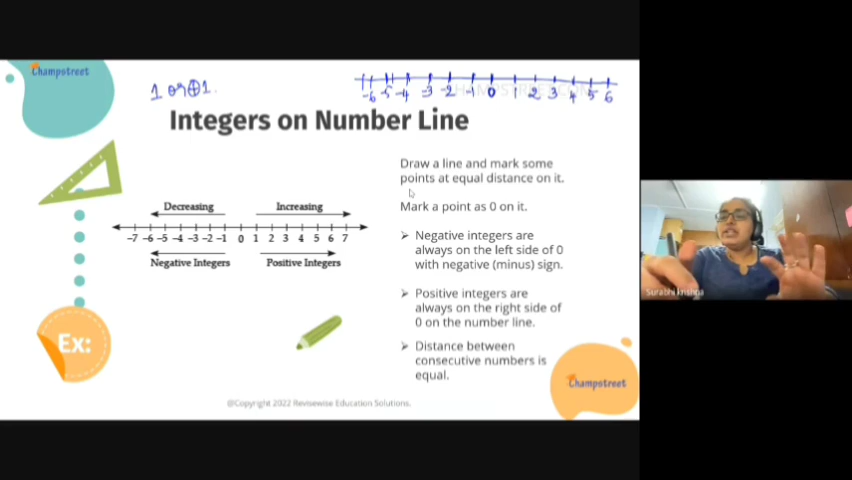 Champstreet
1 or ⊕1.
-6 -5 -4 -3 -2 -1 0 1 2 3 4 5 6
Integers on Number Line
Draw a line and mark some
points at equal distance on it.
Mark a point as 0 on it.
Decreasing Increasing
-7 -6 -5 -4 -3 -2 -1 0 1 2 3 4 5 6 7
Negative Integers Positive Integers
➢ Negative integers are
always on the left side of 0
with negative (minus) sign.
➢ Positive integers are
always on the right side of
0 on the number line.
➢ Distance between
consecutive numbers is
equal.
Ex:
Champstreet
@Copyright 2022 Revisewise Education Solutions.
Surabhi krishna